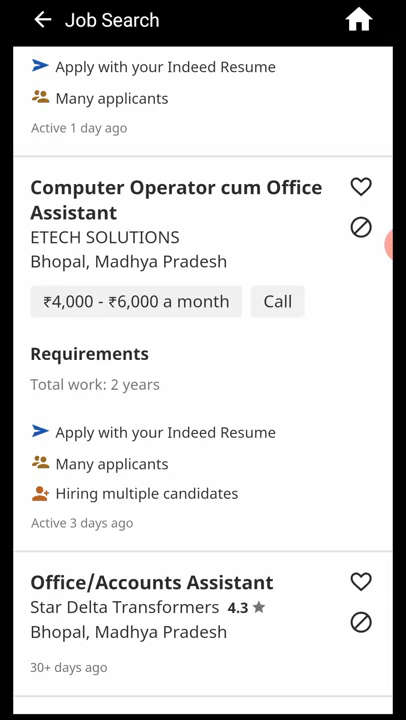 Job Search
Apply with your Indeed Resume
Many applicants
Active 1 day ago
Computer Operator cum Office
Assistant
ETECH SOLUTIONS
Bhopal, Madhya Pradesh
₹4,000 - ₹6,000 a month
Call
Requirements
Total work: 2 years
Apply with your Indeed Resume
Many applicants
Hiring multiple candidates
Active 3 days ago
Office/Accounts Assistant
Star Delta Transformers 4.3 ★
Bhopal, Madhya Pradesh
30+ days ago